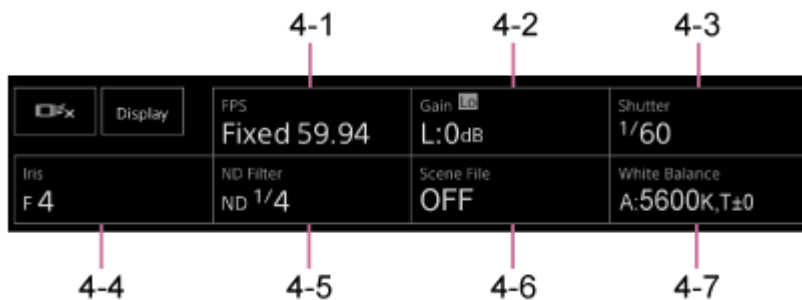 4-1 4-2 4-3
Display
FPS
Fixed 59.94
Gain Lo
L:0dB
Shutter
1/60
Iris
F 4
ND Filter
ND 1/4
Scene File
OFF
White Balance
A:5600K,T±0
4-4 4-5 4-6 4-7